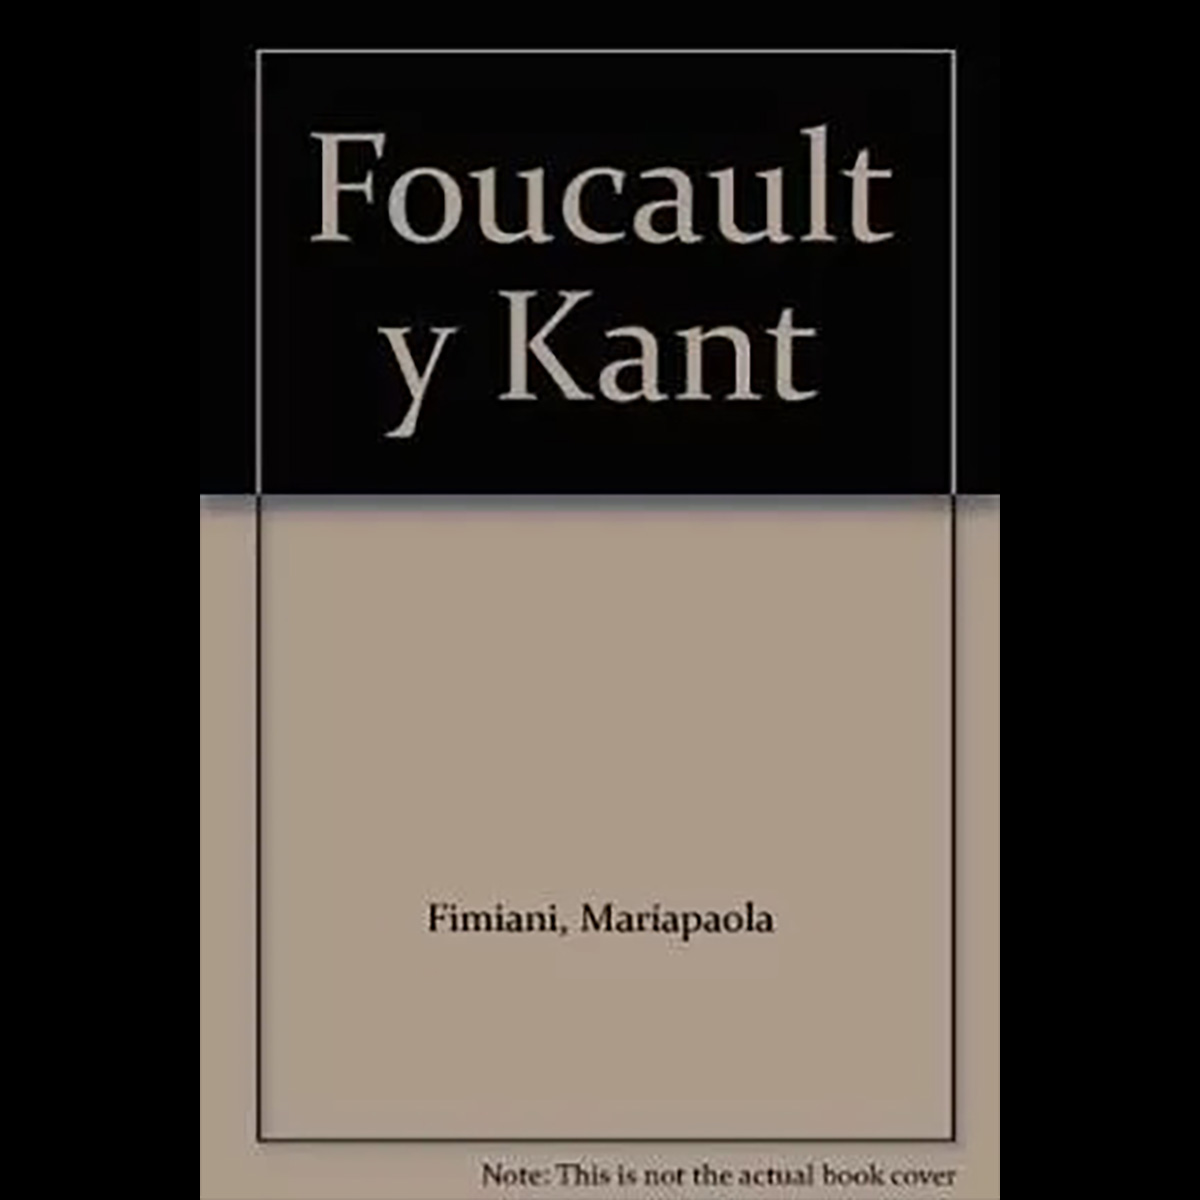 Foucault
y Kant
Fimiani, Mariapaola
Note: This is not the actual book cover